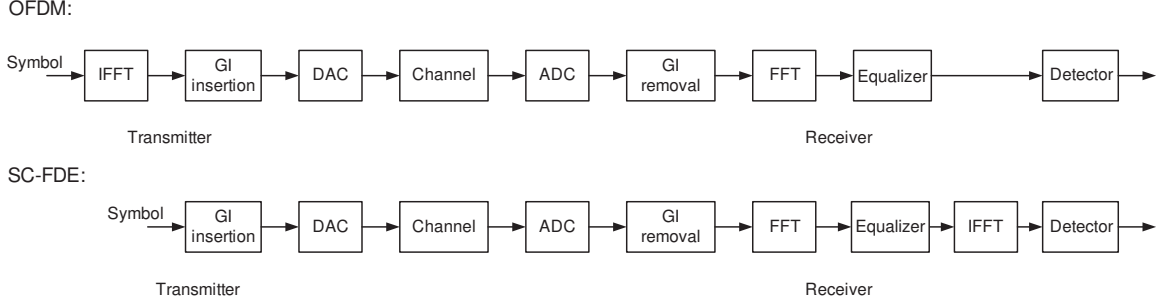 OFDM:
Symbol
IFFT
GI
insertion
DAC
Channel
ADC
GI
removal
FFT
Equalizer
Detector
Transmitter
Receiver
SC-FDE:
Symbol
GI
insertion
DAC
Channel
ADC
GI
removal
FFT
Equalizer
IFFT
Detector
Transmitter
Receiver